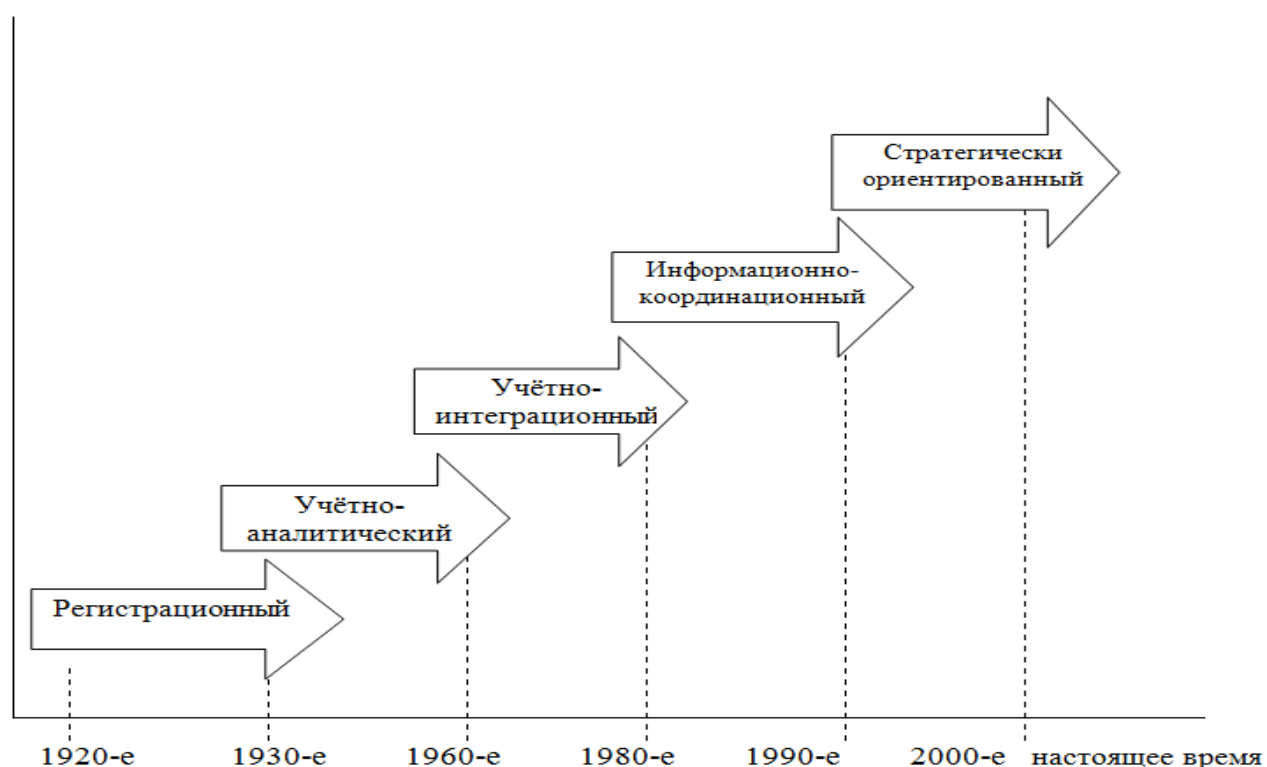 Стратегически
ориентированный
Информационно-
координационный
Учётно-
интеграционный
Учётно-
аналитический
Регистрационный
1920-е 1930-е 1960-е 1980-е 1990-е 2000-е настоящее время